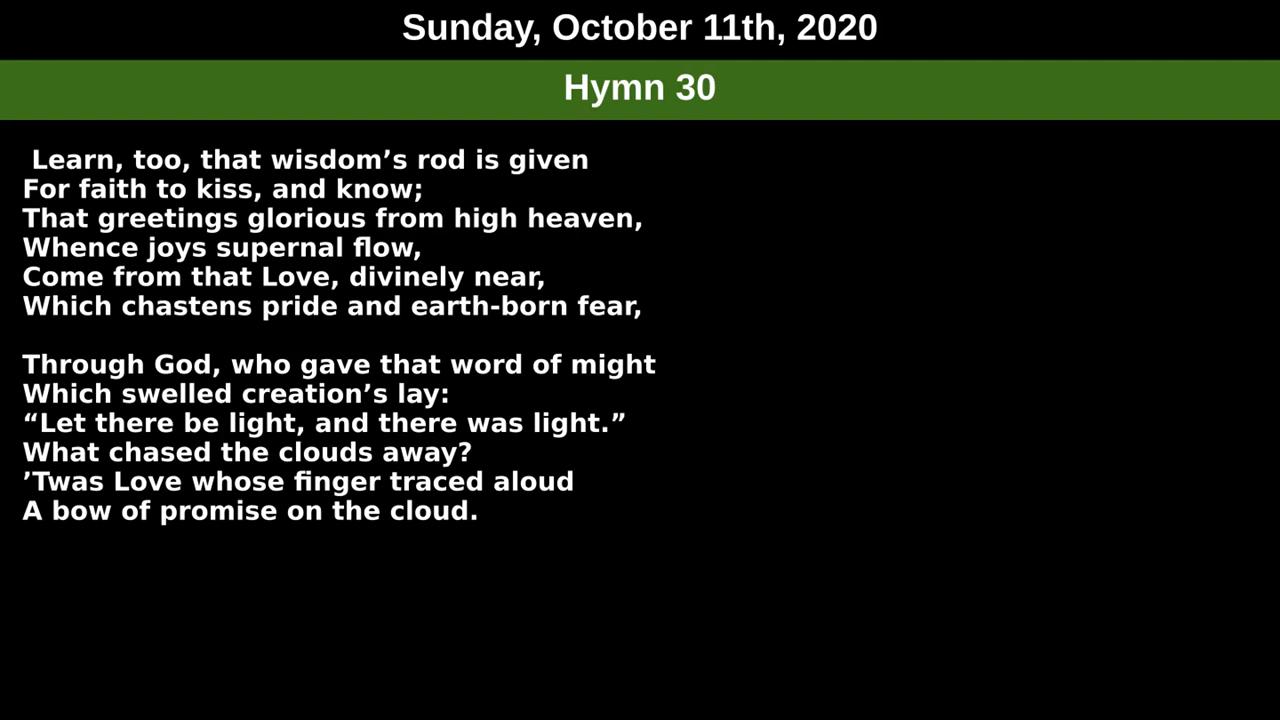 Sunday, October 11th, 2020
Hymn 30
Learn, too, that wisdom’s rod is given
For faith to kiss, and know;
That greetings glorious from high heaven,
Whence joys supernal flow,
Come from that Love, divinely near,
Which chastens pride and earth-born fear,
Through God, who gave that word of might
Which swelled creation’s lay:
“Let there be light, and there was light.”
What chased the clouds away?
’Twas Love whose finger traced aloud
A bow of promise on the cloud.